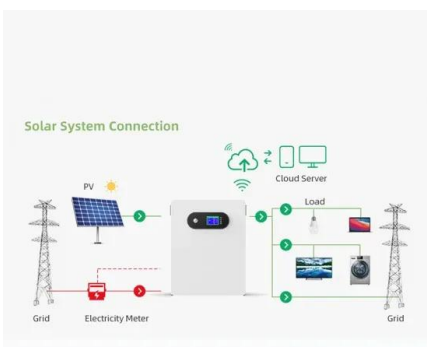 Solar System Connection
Cloud Server
PV
Load
Grid
Electricity Meter
Grid